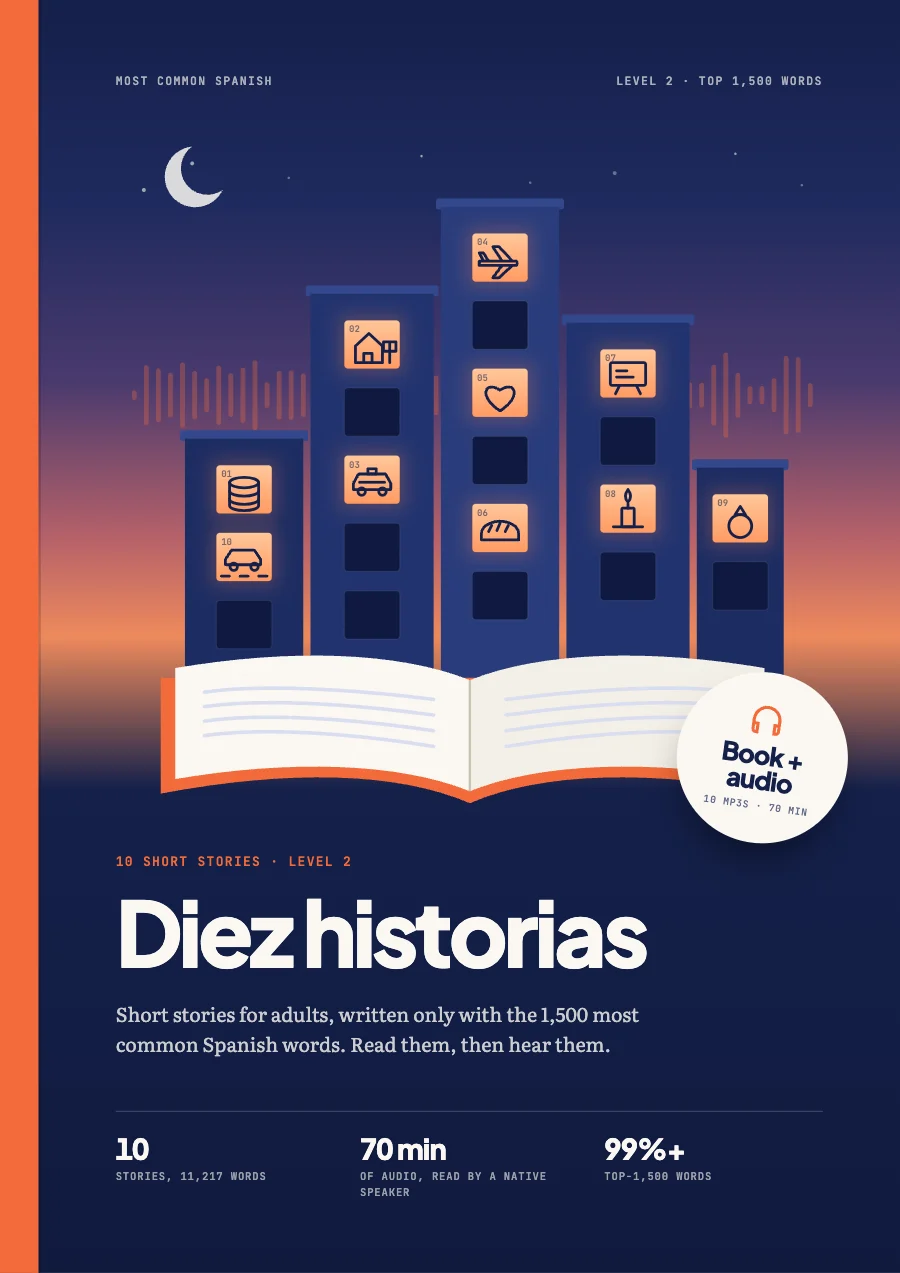 MOST COMMON SPANISH
LEVEL 2 · TOP 1,500 WORDS
04
02
05
07
03
01
08
09
06
10
Book +
audio
10 MP3S · 70 MIN
10 SHORT STORIES · LEVEL 2
Diez historias
Short stories for adults, written only with the 1,500 most
common Spanish words. Read them, then hear them.
10
STORIES, 11,217 WORDS
70 min
OF AUDIO, READ BY A NATIVE
SPEAKER
99%+
TOP-1,500 WORDS